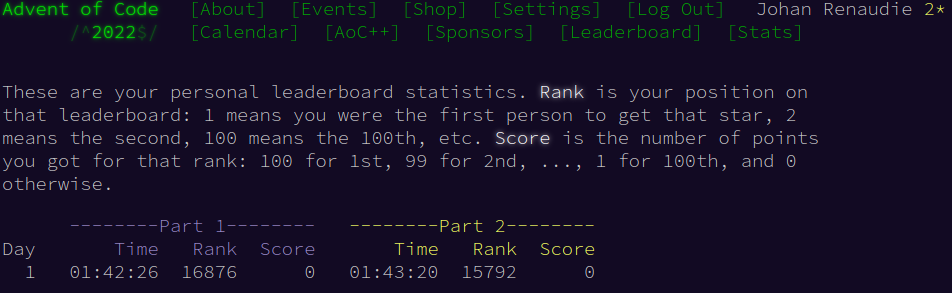 Advent of Code [About] [Events] [Shop] [Settings] [Log Out] Johan Renaudie 2*
/^2022$/ [Calendar] [AoC++] [Sponsors] [Leaderboard] [Stats]
These are your personal leaderboard statistics. Rank is your position on
that leaderboard: 1 means you were the first person to get that star, 2
means the second, 100 means the 100th, etc. Score is the number of points
you got for that rank: 100 for 1st, 99 for 2nd, ..., 1 for 100th, and 0
otherwise.
--------Part 1-------- --------Part 2--------
Day Time Rank Score Time Rank Score
1 01:42:26 16876 0 01:43:20 15792 0